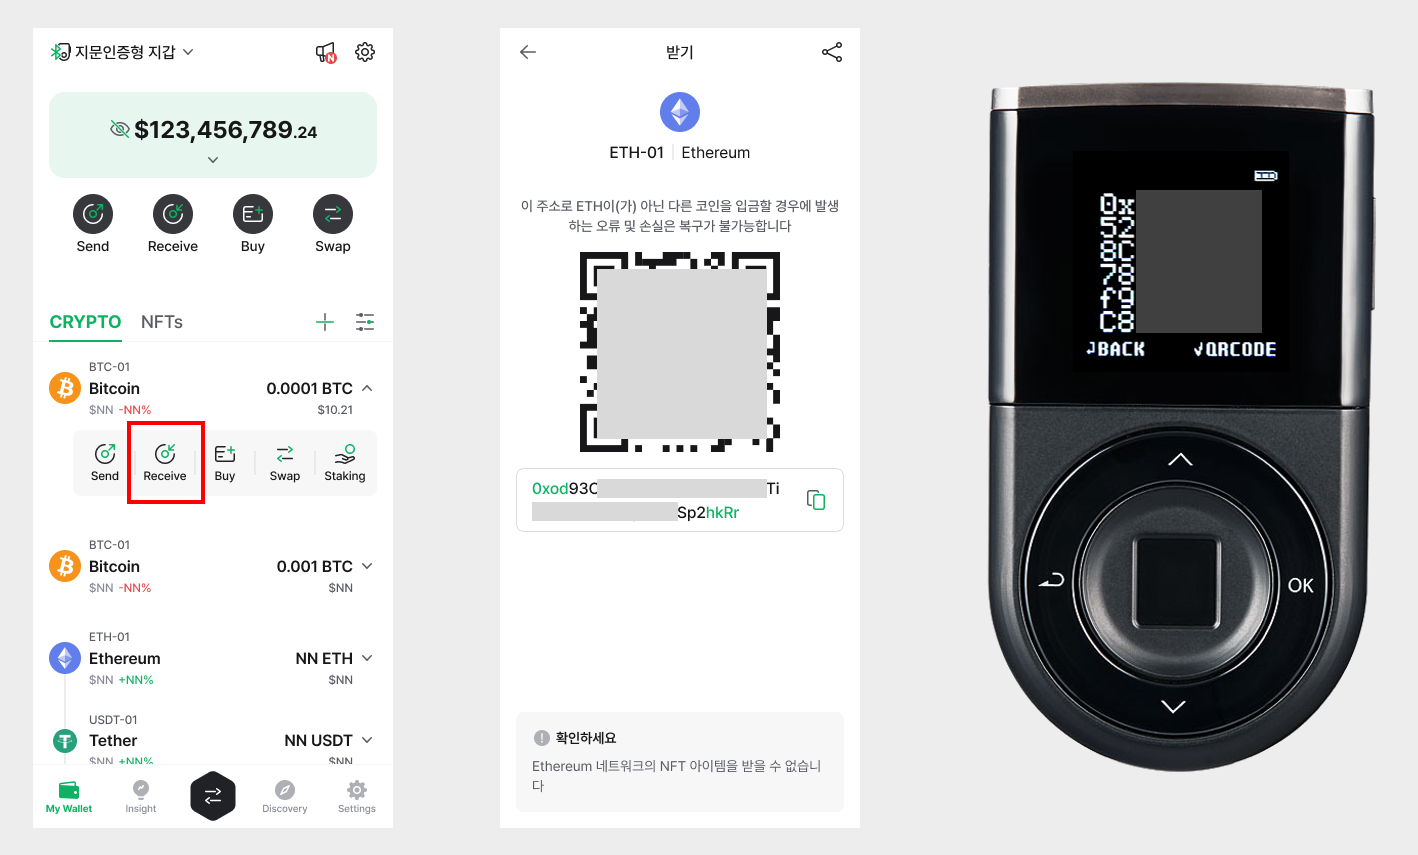 지문인증형 지갑
N
$123,456,789.24
Send
Receive
Buy
Swap
CRYPTO
NFTs
BTC-01
Bitcoin
0.0001 BTC
$NN -NN%
$10.21
Send
Receive
Buy
Swap
Staking
BTC-01
Bitcoin
0.001 BTC
$NN -NN%
$NN
ETH-01
Ethereum
NN ETH
$NN +NN%
$NN
USDT-01
Tether
NN USDT
$NN +NN%
$NN
My Wallet
Insight
Discovery
Settings
받기
ETH-01
Ethereum
이 주소로 ETH이(가) 아닌 다른 코인을 입금할 경우에 발생
하는 오류 및 손실은 복구가 불가능합니다
0xod93C
Ti
Sp2hkRr
확인하세요
Ethereum 네트워크의 NFT 아이템을 받을 수 없습니
다
0x
52
8C
78
f9
C8
BACK
QRCODE
OK